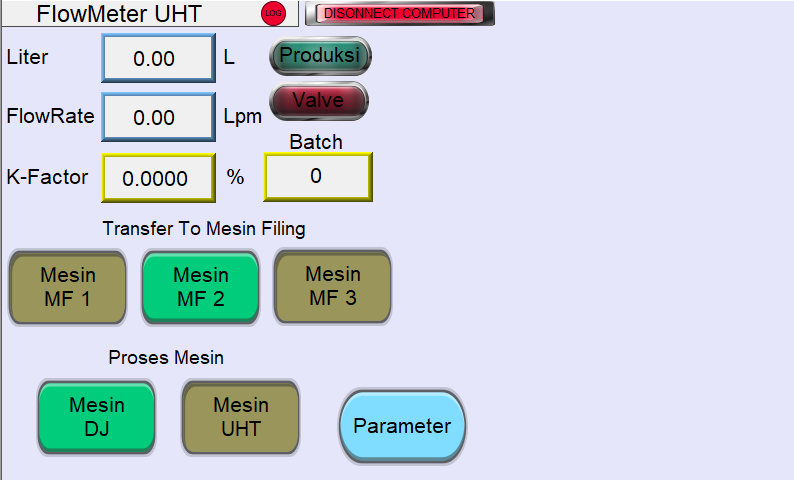 FlowMeter UHT
LOG
DISONNECT COMPUTER
Liter
0.00
L
Produksi
FlowRate
0.00
Lpm
Valve
Batch
K-Factor
0.0000
%
0
Transfer To Mesin Filing
Mesin
MF 1
Mesin
MF 2
Mesin
MF 3
Proses Mesin
Mesin
DJ
Mesin
UHT
Parameter